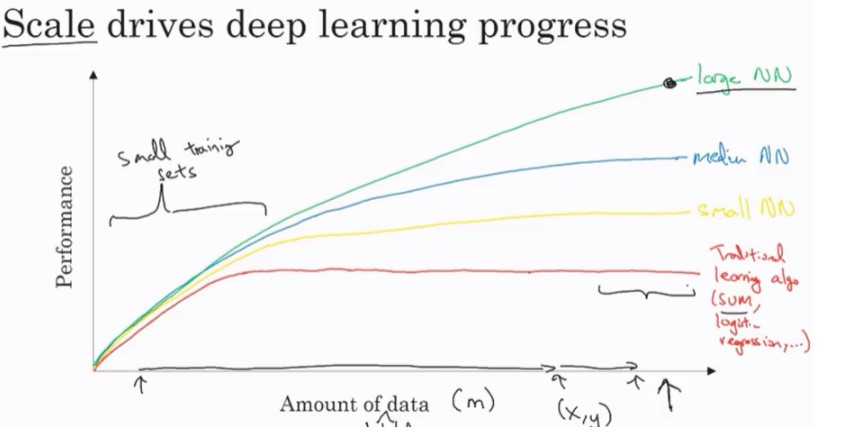 Scale drives deep learning progress
large NN
small training
sets
medium NN
small NN
Traditional
learning algo
(SVM,
logistic
regression,...)
Performance
Amount of data (m)
(x,y)